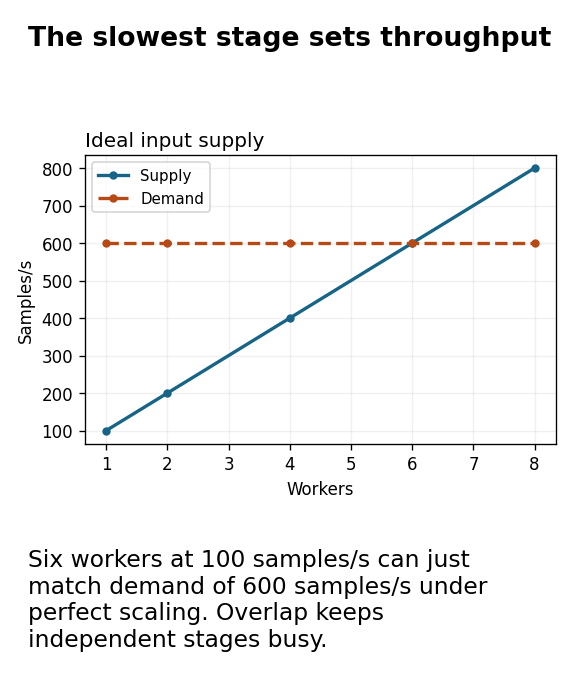 The slowest stage sets throughput
Ideal input supply
Supply
Demand
Samples/s
800
700
600
500
400
300
200
100
1 2 3 4 5 6 7 8
Workers
Six workers at 100 samples/s can just
match demand of 600 samples/s under
perfect scaling. Overlap keeps
independent stages busy.